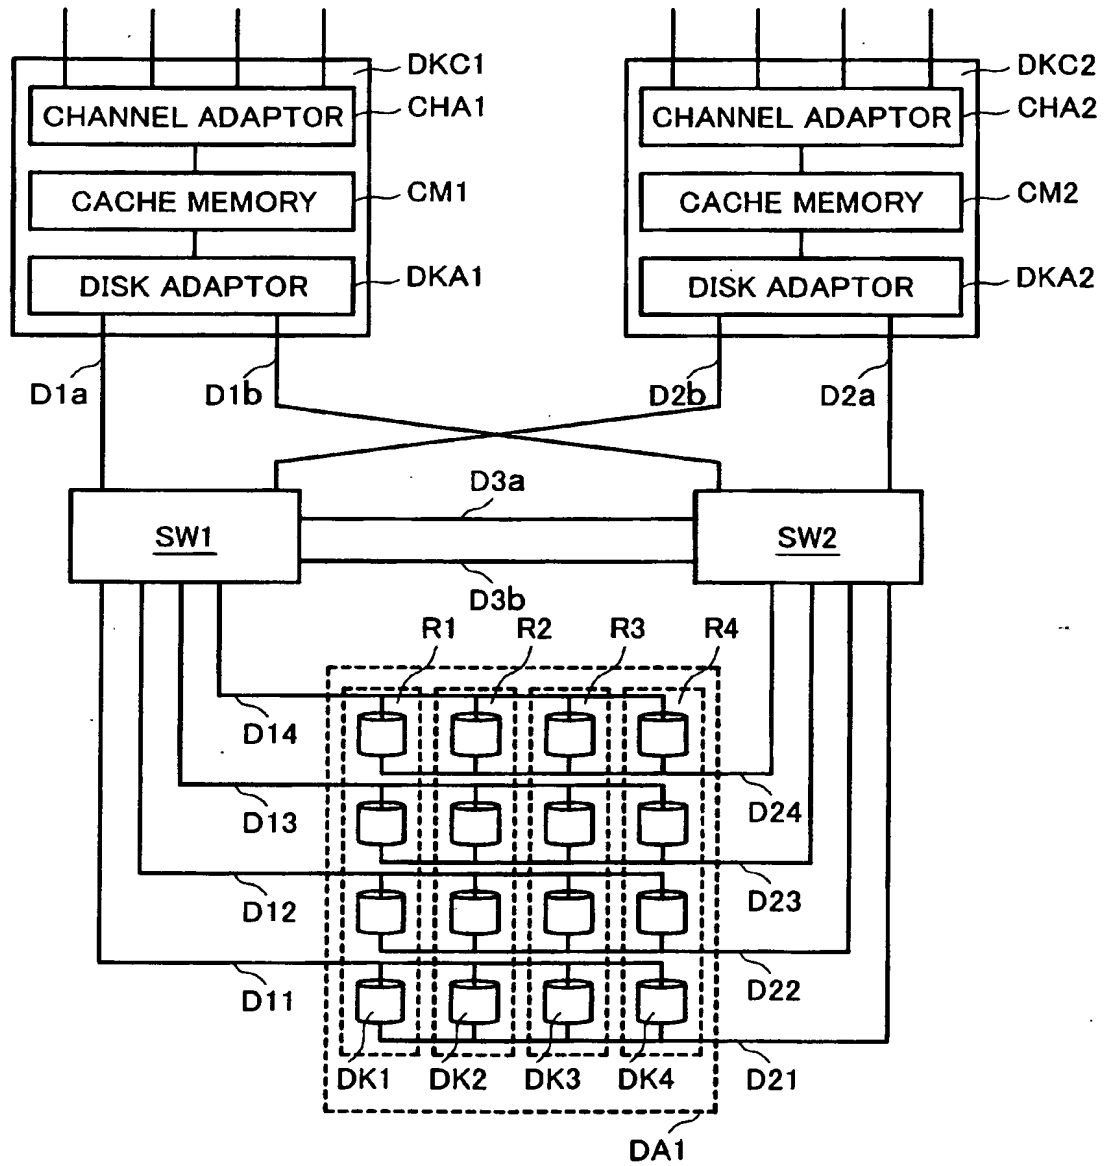 DKC1
DKC2
CHANNEL ADAPTOR
CHA1
CHANNEL ADAPTOR
CHA2
CACHE MEMORY
CM1
CACHE MEMORY
CM2
DISK ADAPTOR
DKA1
DISK ADAPTOR
DKA2
D1a
D1b
D2b
D2a
D3a
SW1
SW2
D3b
R1
R2
R3
R4
D14
D24
D13
D23
D12
D22
D11
DK1
DK2
DK3
DK4
D21
DA1